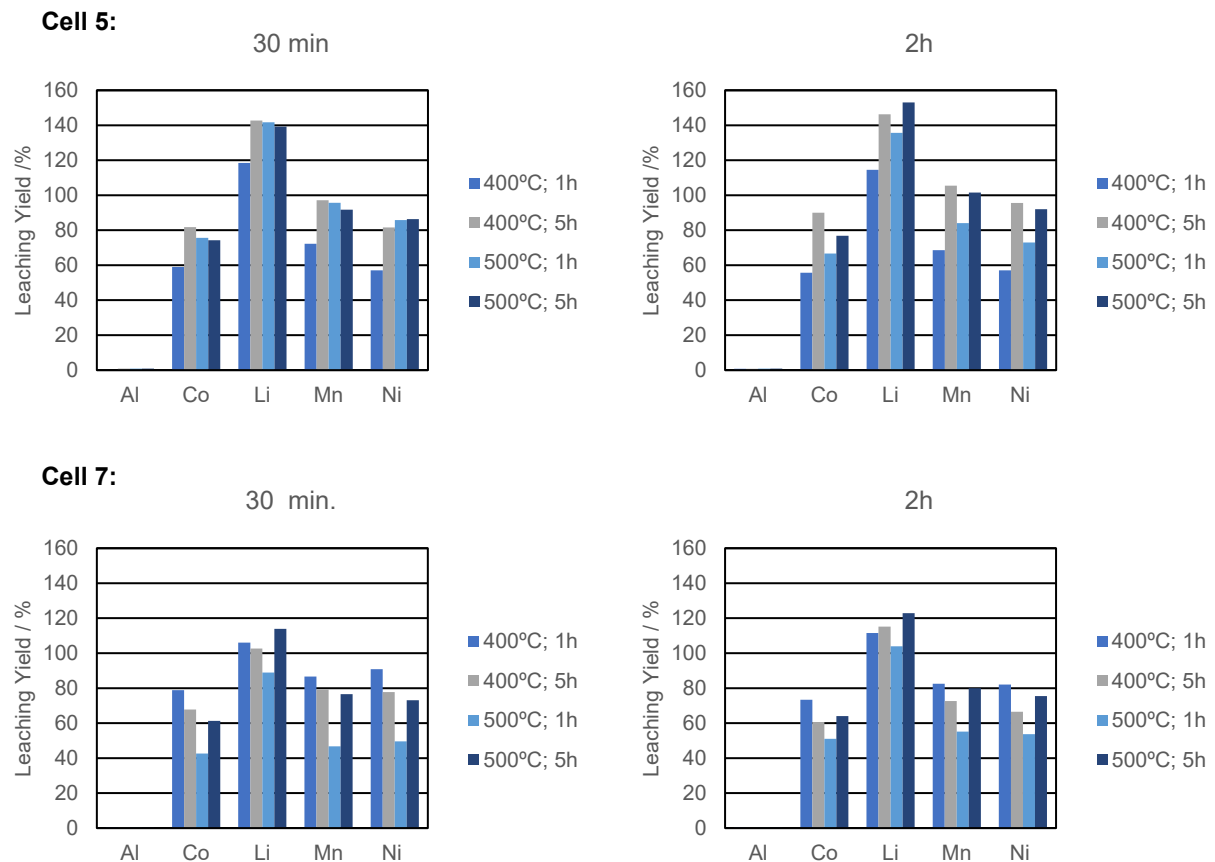 Cell 5:
30 min
160
140
120
100
80
60
40
20
0
Leaching Yield /%
Al Co Li Mn Ni
400ºC; 1h
400ºC; 5h
500ºC; 1h
500ºC; 5h
2h
160
140
120
100
80
60
40
20
0
Leaching Yield /%
Al Co Li Mn Ni
400ºC; 1h
400ºC; 5h
500ºC; 1h
500ºC; 5h
Cell 7:
30 min.
160
140
120
100
80
60
40
20
0
Leaching Yield / %
Al Co Li Mn Ni
400ºC; 1h
400ºC; 5h
500ºC; 1h
500ºC; 5h
2h
160
140
120
100
80
60
40
20
0
Leaching Yield / %
Al Co Li Mn Ni
400ºC; 1h
400ºC; 5h
500ºC; 1h
500ºC; 5h